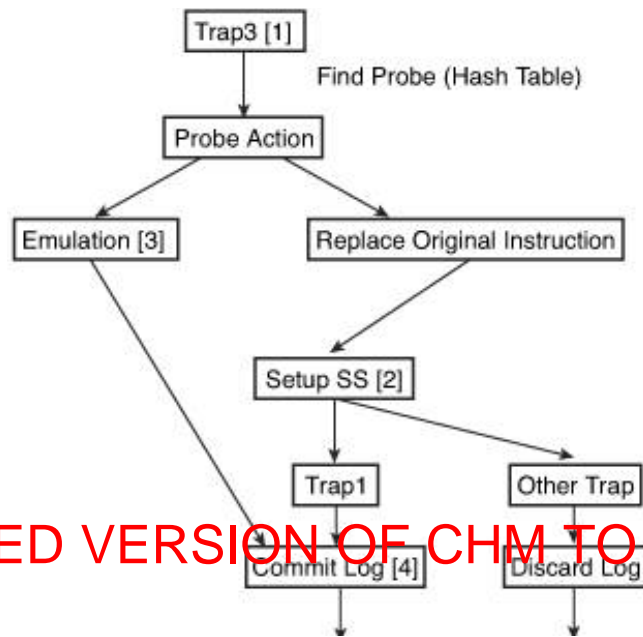 Trap3 [1]
Find Probe (Hash Table)
Probe Action
Emulation [3]
Replace Original Instruction
Setup SS [2]
Trap1
Other Trap
ED VERSION OF CHM TO
Commit Log [4]
Discard Log